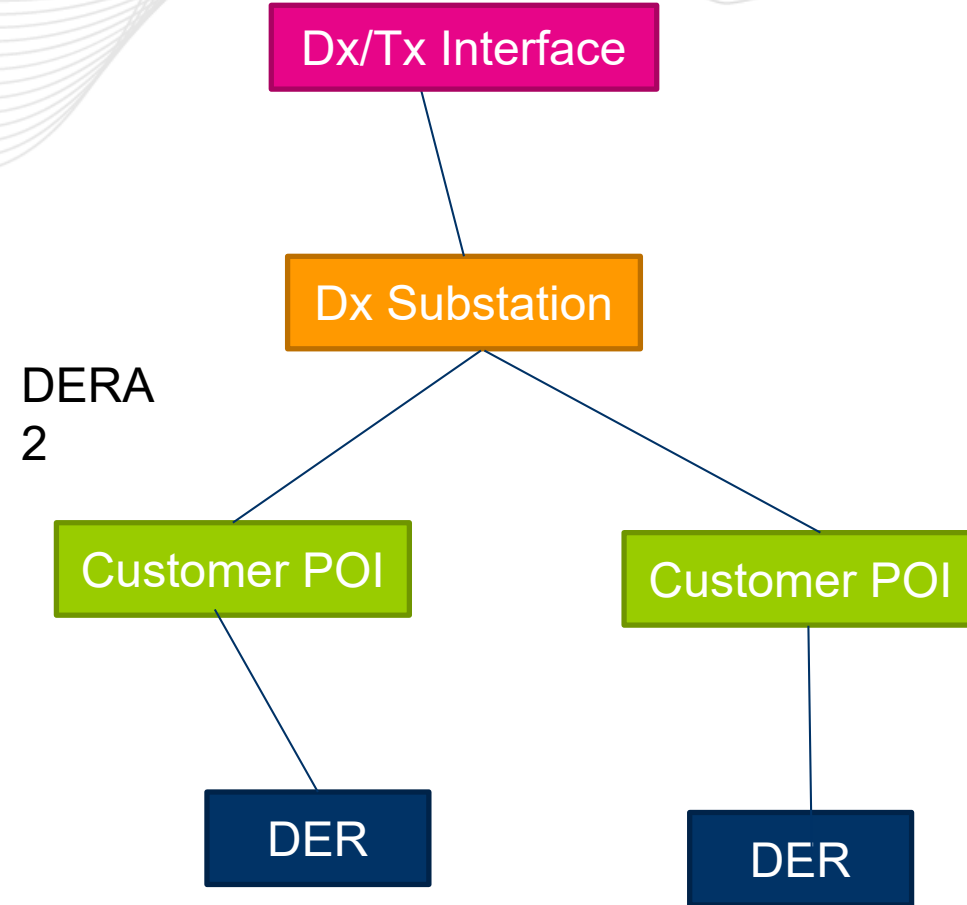 Dx/Tx Interface
Dx Substation
DERA
2
Customer POI
Customer POI
DER
DER